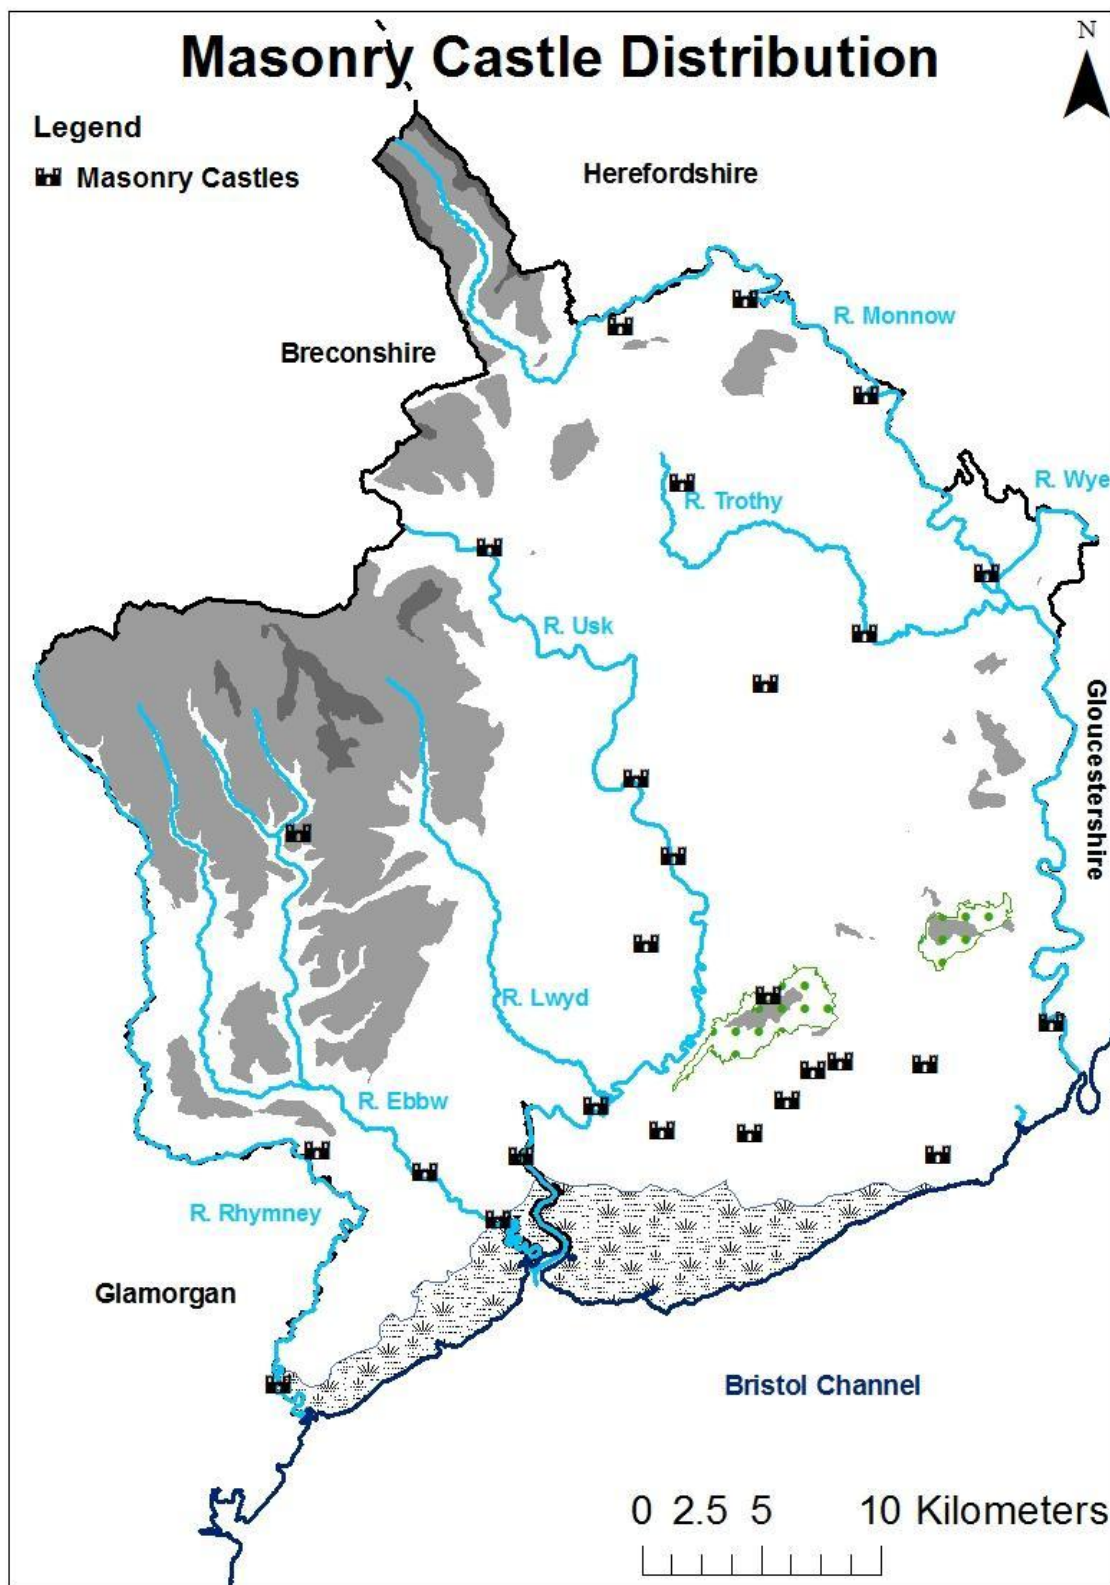 N
Masonry Castle Distribution
Legend
Masonry Castles
Herefordshire
R. Monnow
Breconshire
R. Wye
R. Trothy
R. Usk
Gloucestershire
R. Lwyd
R. Ebbw
R. Rhymney
Glamorgan
Bristol Channel
0 2.5 5 10 Kilometers